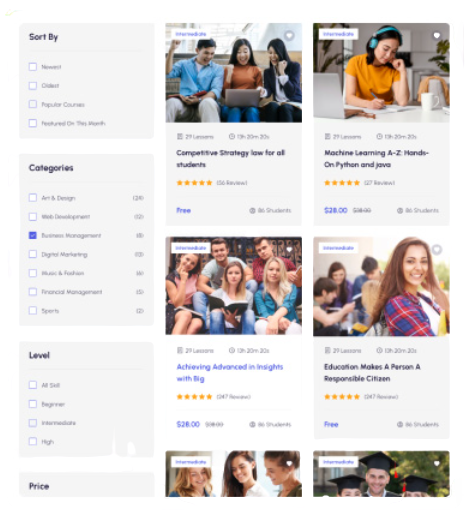 Sort By
Newest
Oldest
Popular Courses
Featured On This Month
Categories
Art & Design (24)
Web Development (12)
Business Management (8)
Digital Marketing (13)
Music & Fashion (6)
Financial Management (5)
Sports (2)
Level
All Skill
Beginner
Intermediate
High
Price
Intermediate
29 Lessons 13h 20m 20s
Competitive Strategy law for all
students
(56 Review)
Free 86 Students
Intermediate
29 Lessons 13h 20m 20s
Machine Learning A-Z: Hands-
On Python and java
(27 Review)
$28.00 $38.00 86 Students
Intermediate
29 Lessons 13h 20m 20s
Achieving Advanced in Insights
with Big
(247 Review)
$28.00 $38.00 86 Students
Intermediate
29 Lessons 13h 20m 20s
Education Makes A Person A
Responsible Citizen
(247 Review)
Free 86 Students
Intermediate
Intermediate